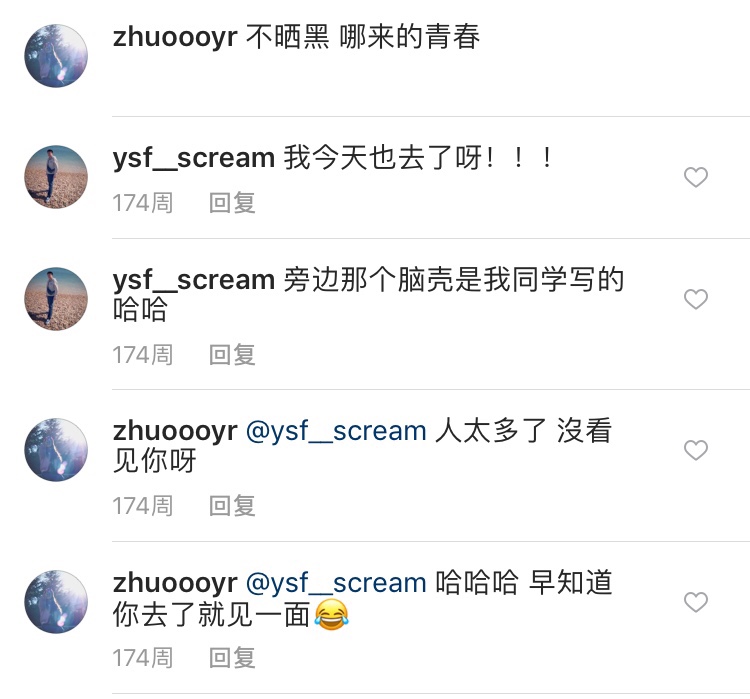 zhuoooyr 不晒黑 哪来的青春
ysf__scream 我今天也去了呀！！！
174周 回复
ysf__scream 旁边那个脑壳是我同学写的
哈哈
174周 回复
zhuoooyr @ysf__scream 人太多了 沒看
见你呀
174周 回复
zhuoooyr @ysf__scream 哈哈哈 早知道
你去了就见一面😂
174周 回复